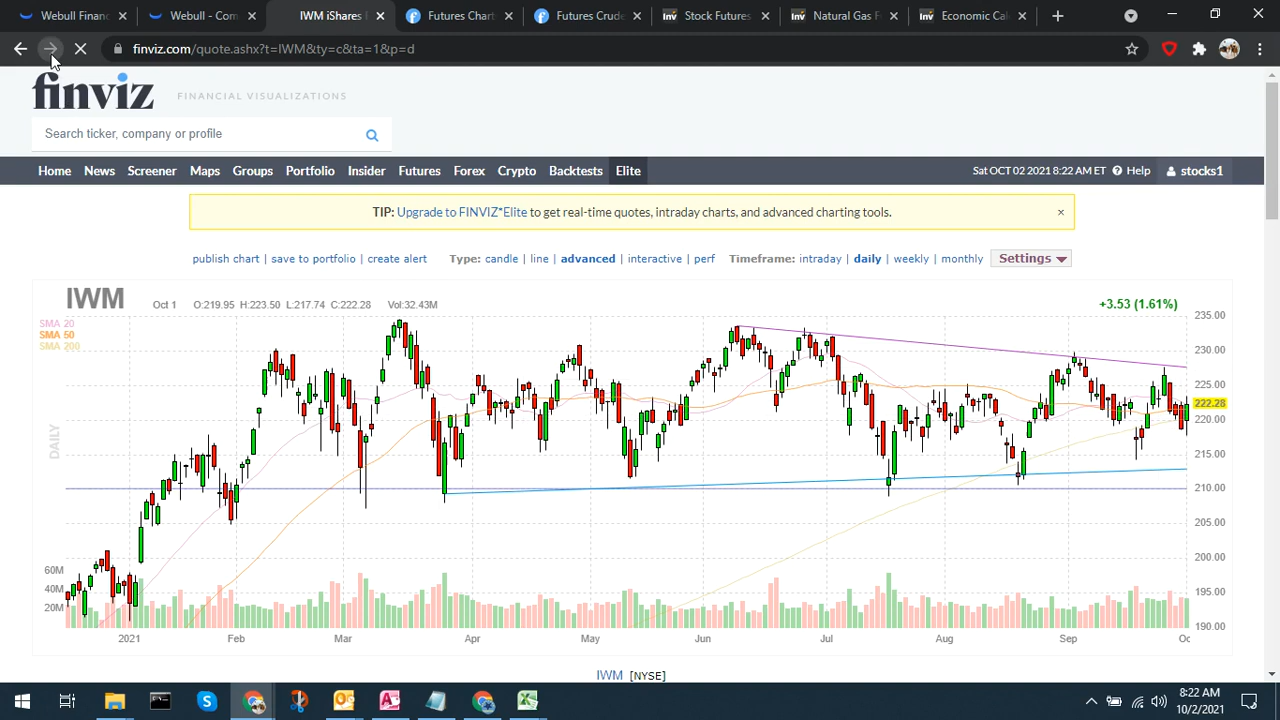 Webull Financ
Webull - Com
IWM iShares
Futures Chart
Futures Crude
Stock Futures
Natural Gas F
Economic Cal
finviz.com/quote.ashx?t=IWM&ty=c&ta=1&p=d
finviz FINANCIAL VISUALIZATIONS
Search ticker, company or profile
Home News Screener Maps Groups Portfolio Insider Futures Forex Crypto Backtests Elite Sat OCT 02 2021 8:22 AM ET Help stocks1
TIP: Upgrade to FINVIZ*Elite to get real-time quotes, intraday charts, and advanced charting tools. ×
publish chart | save to portfolio | create alert Type: candle | line | advanced | interactive | perf Timeframe: intraday | daily | weekly | monthly Settings
IWM Oct 1 O:219.95 H:223.50 L:217.74 C:222.28 Vol:32.43M +3.53 (1.61%)
SMA 20
SMA 50
SMA 200
DAILY
235.00
230.00
225.00
222.28
220.00
215.00
210.00
205.00
200.00
195.00
190.00
60M
40M
20M
2021 Feb Mar Apr May Jun Jul Aug Sep Oc
IWM [NYSE]
8:22 AM
10/2/2021